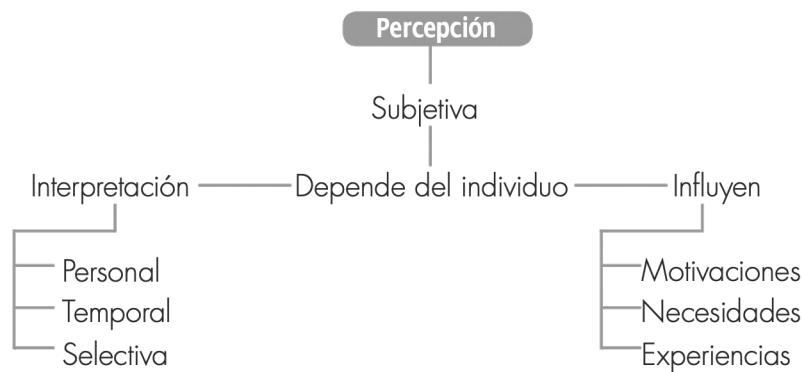 Percepción
Subjetiva
Interpretación Depende del individuo Influyen
Personal Motivaciones
Temporal Necesidades
Selectiva Experiencias